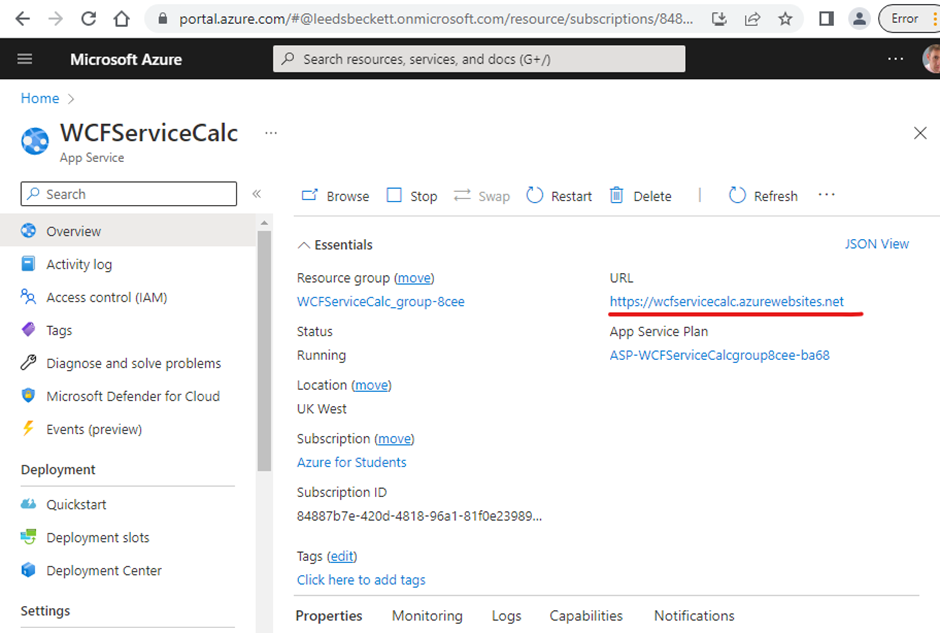 portal.azure.com/#@leedsbeckett.onmicrosoft.com/resource/subscriptions/848...
Error
Microsoft Azure
Search resources, services, and docs (G+/)
...
Home >
WCFServiceCalc ...
App Service
Search
«
Browse Stop Swap Restart Delete | Refresh ...
Overview
Activity log
Access control (IAM)
Tags
Diagnose and solve problems
Microsoft Defender for Cloud
Events (preview)
Deployment
Quickstart
Deployment slots
Deployment Center
Settings
Essentials
JSON View
Resource group (move)
WCFServiceCalc_group-8cee
Status
Running
Location (move)
UK West
Subscription (move)
Azure for Students
Subscription ID
84887b7e-420d-4818-96a1-81f0e23989...
Tags (edit)
Click here to add tags
URL
https://wcfservicecalc.azurewebsites.net
App Service Plan
ASP-WCFServiceCalcgroup8cee-ba68
Properties Monitoring Logs Capabilities Notifications